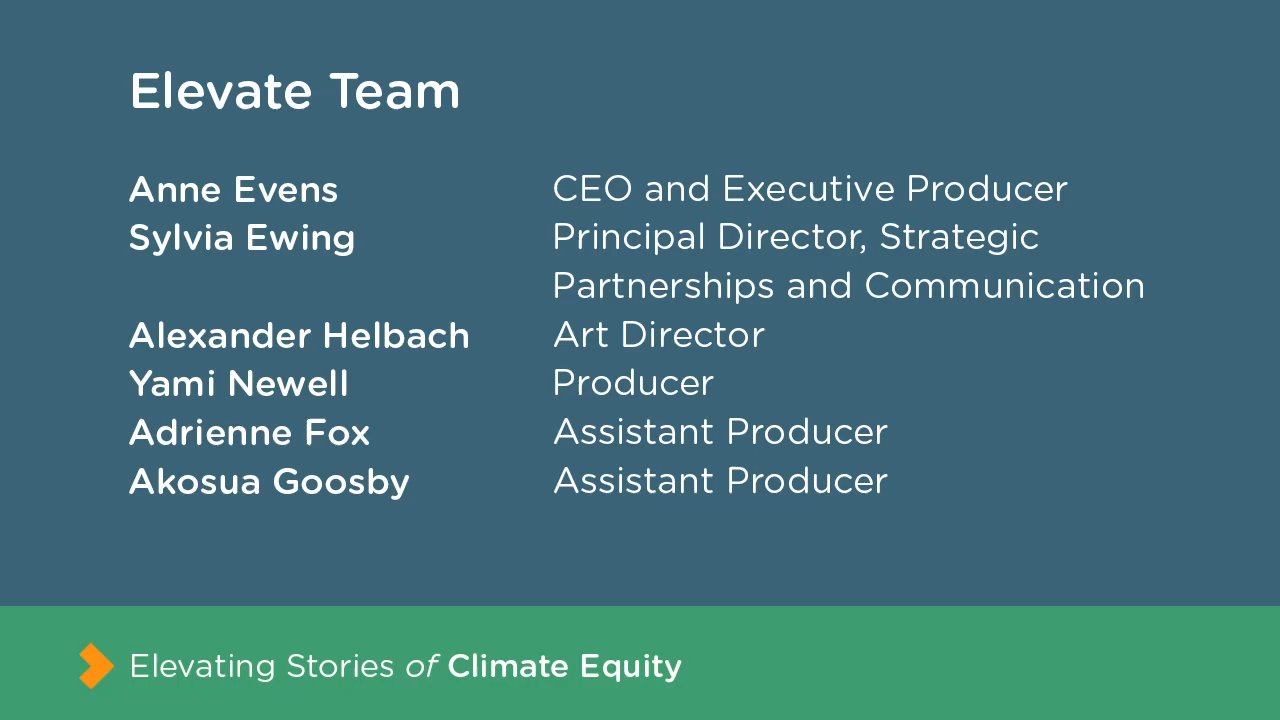 Elevate Team
Anne Evens CEO and Executive Producer
Sylvia Ewing Principal Director, Strategic
Partnerships and Communication
Alexander Helbach Art Director
Yami Newell Producer
Adrienne Fox Assistant Producer
Akosua Goosby Assistant Producer
Elevating Stories of Climate Equity